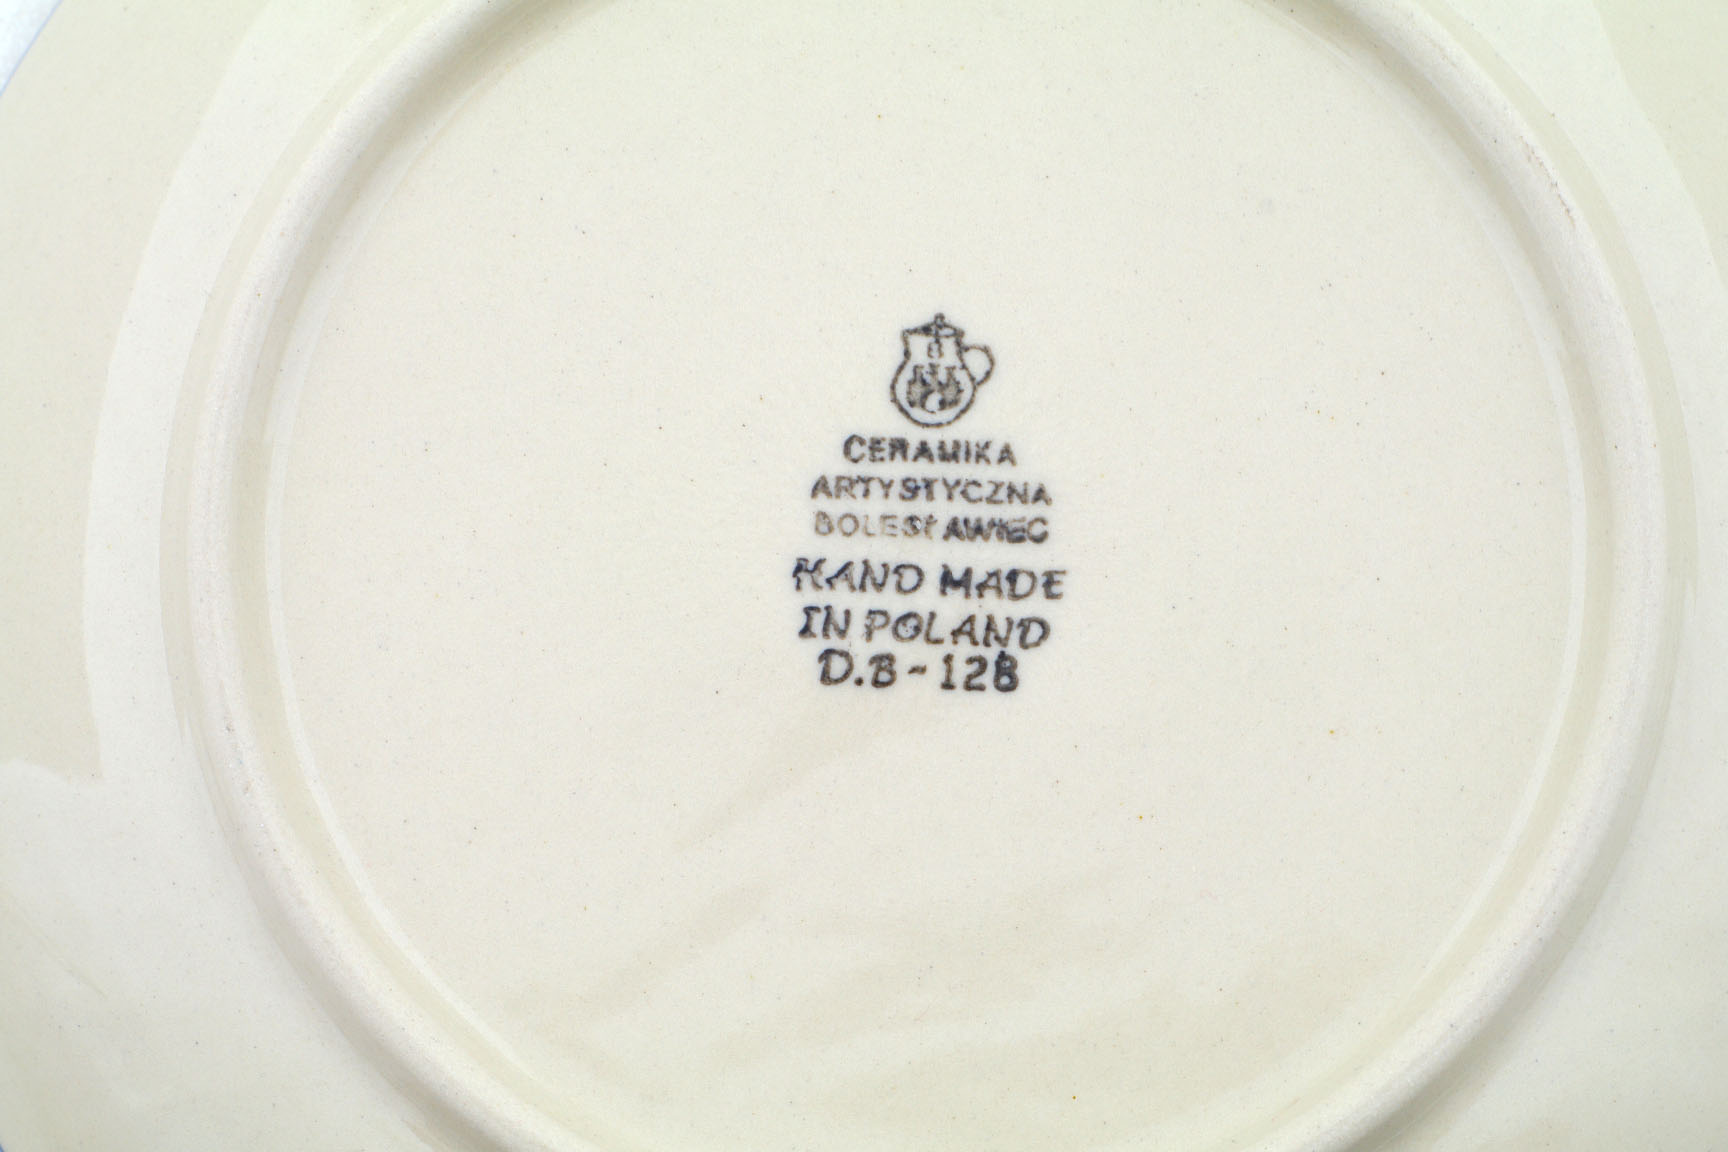 CERAMIKA
ARTYSTYCZNA
BOLESŁAWIEC
HAND MADE
IN POLAND
D.B-128